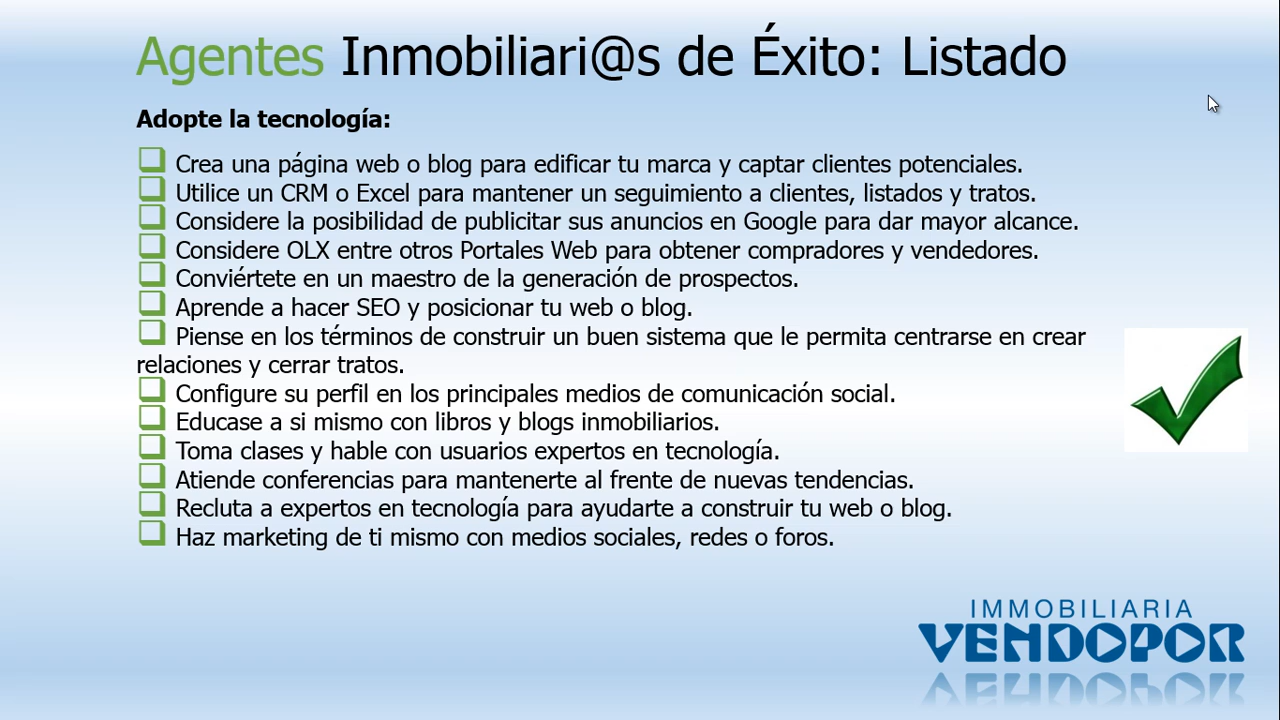 Agentes Inmobiliari@s de Éxito: Listado
Adopte la tecnología:
Crea una página web o blog para edificar tu marca y captar clientes potenciales.
Utilice un CRM o Excel para mantener un seguimiento a clientes, listados y tratos.
Considere la posibilidad de publicitar sus anuncios en Google para dar mayor alcance.
Considere OLX entre otros Portales Web para obtener compradores y vendedores.
Conviértete en un maestro de la generación de prospectos.
Aprende a hacer SEO y posicionar tu web o blog.
Piense en los términos de construir un buen sistema que le permita centrarse en crear
relaciones y cerrar tratos.
Configure su perfil en los principales medios de comunicación social.
Educase a si mismo con libros y blogs inmobiliarios.
Toma clases y hable con usuarios expertos en tecnología.
Atiende conferencias para mantenerte al frente de nuevas tendencias.
Recluta a expertos en tecnología para ayudarte a construir tu web o blog.
Haz marketing de ti mismo con medios sociales, redes o foros.
IMMOBILIARIA
VENDOPOR